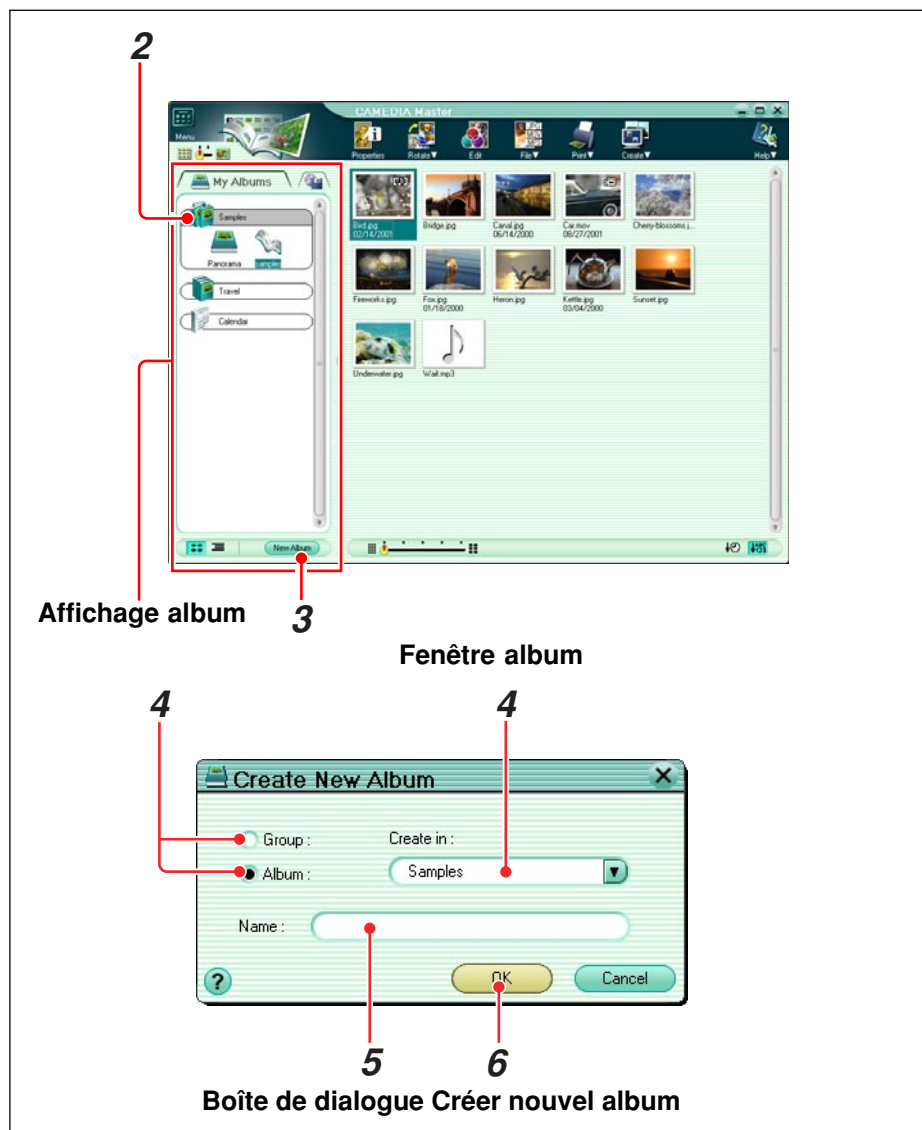 2
CAMEDIA Master
Menu
Properties Rotate▼ Edit File▼ Print▼ Create▼ Help▼
My Albums
Samples
Panorama samples
Travel
Calendar
Bird.jpg Bridge.jpg Canal.jpg Car.mov Cherry-blossoms.j...
02/14/2001 06/14/2000 08/27/2001
Fireworks.jpg Fox.jpg Heron.jpg Kettle.jpg Sunset.jpg
01/18/2000 03/04/2000
Underwater.jpg Wait.mp3
New Album
Affichage album
3
Fenêtre album
4 4
Create New Album
Group : Create in :
Album : Samples
Name :
? OK Cancel
5 6
Boîte de dialogue Créer nouvel album